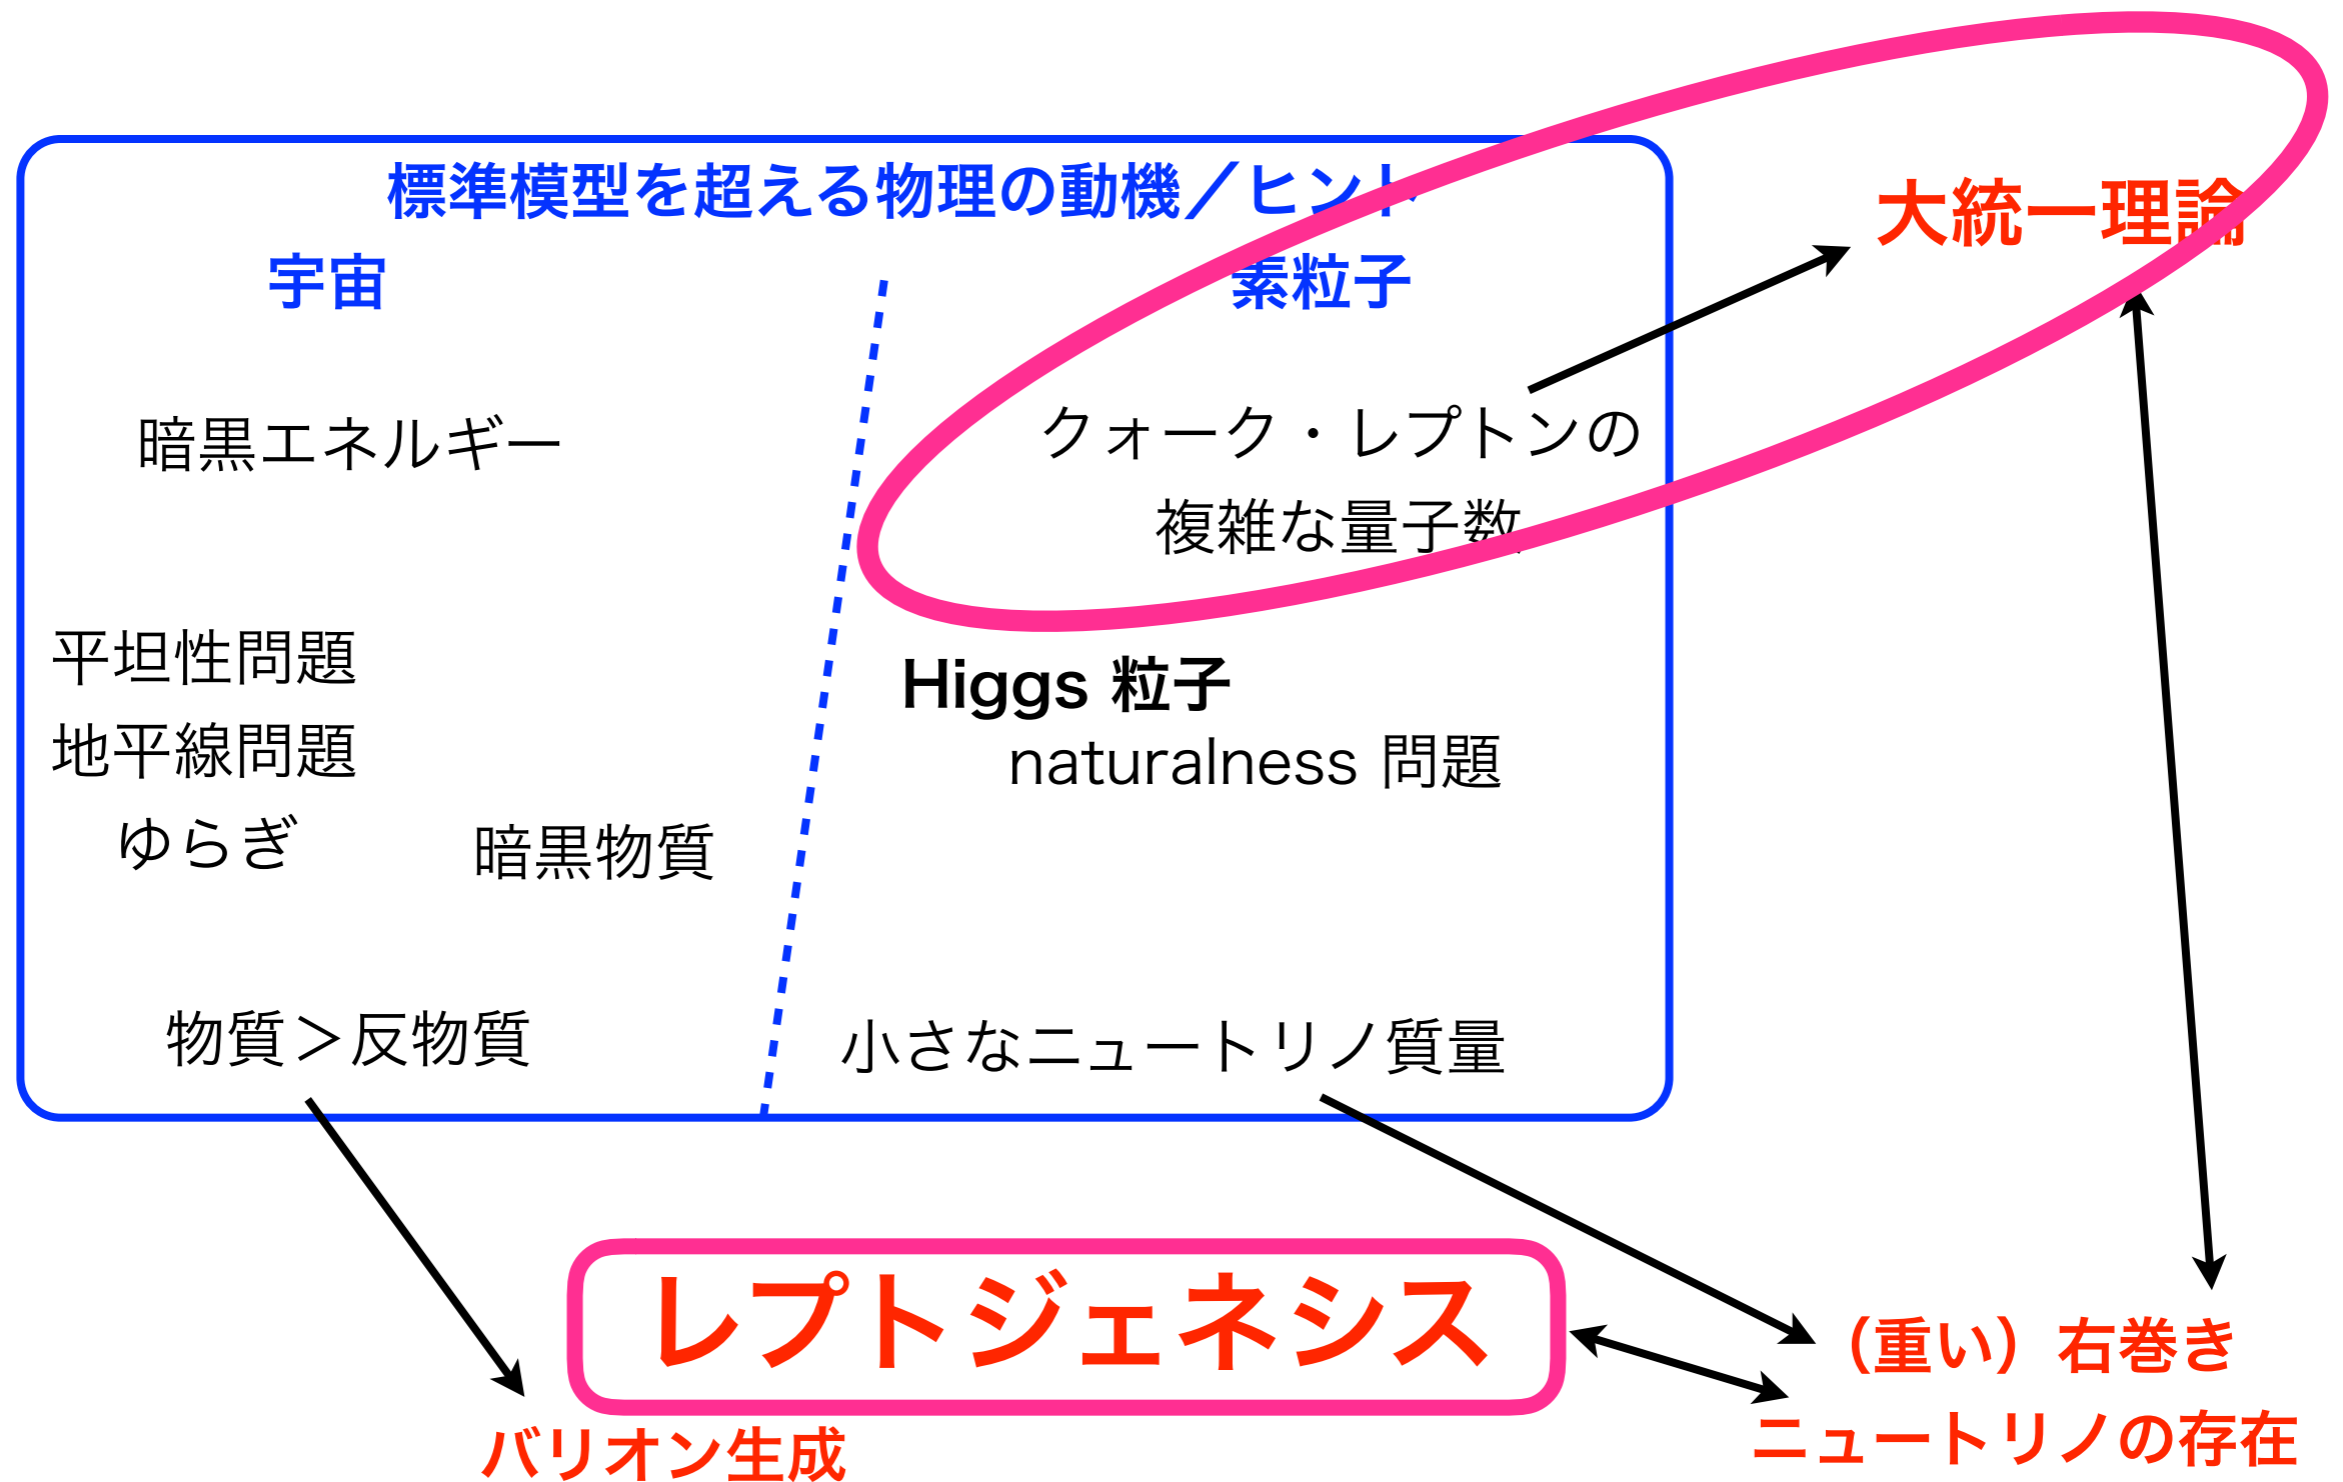 標準模型を超える物理の動機／ヒント
大統一理論
宇宙
素粒子
暗黒エネルギー
クォーク・レプトンの
複雑な量子数
平坦性問題
地平線問題
ゆらぎ
暗黒物質
Higgs 粒子
naturalness 問題
物質＞反物質
小さなニュートリノ質量
レプトジェネシス
バリオン生成
（重い）右巻き
ニュートリノの存在